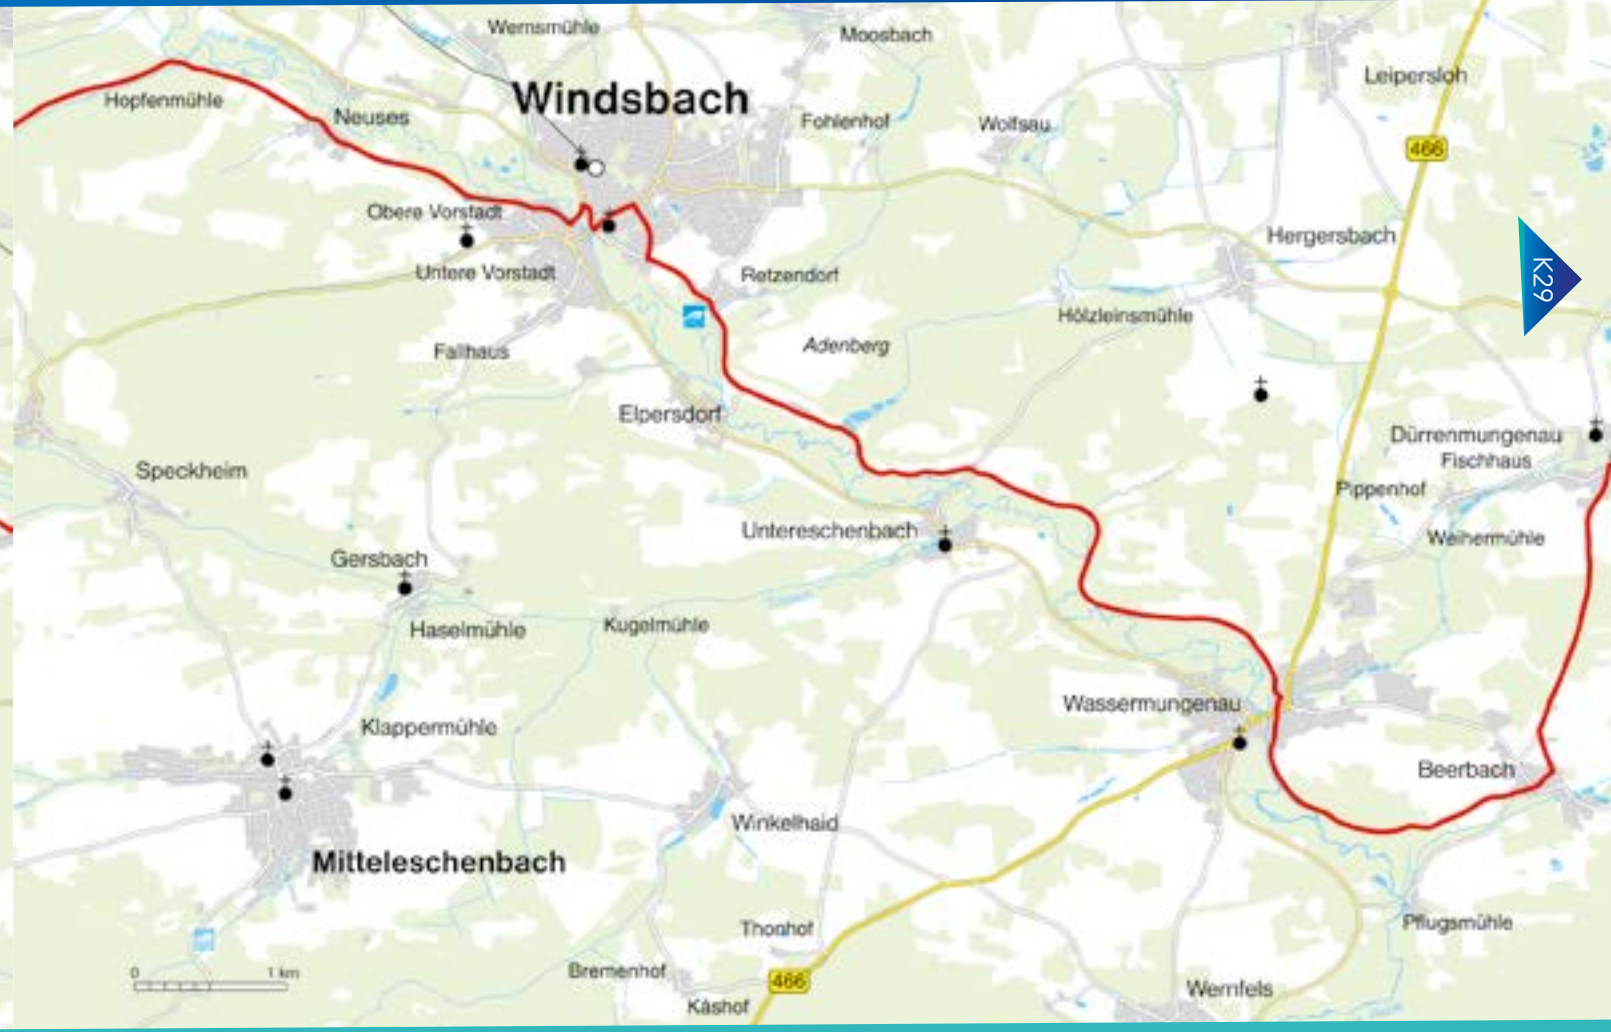 Wernsmühle
Moosbach
Leipersloh
Windsbach
Hopfenmühle
Neuses
Fohlenhof
Wolfsau
466
Obere Vorstadt
Hergersbach
Untere Vorstadt
Retzendorf
K29
Hölzleinsmühle
Fallhaus
Adenberg
Elpersdorf
Dürrenmungenau
Fischhaus
Speckheim
Pippenhof
Untereschenbach
Weihermühle
Gersbach
Haselmühle
Kugelmühle
Wassermungenau
Klappermühle
Beerbach
Winkelhaid
Mitteleschenbach
Pflugsmühle
Thonhof
0 1 km
Bremenhof
466
Käshof
Wernfels